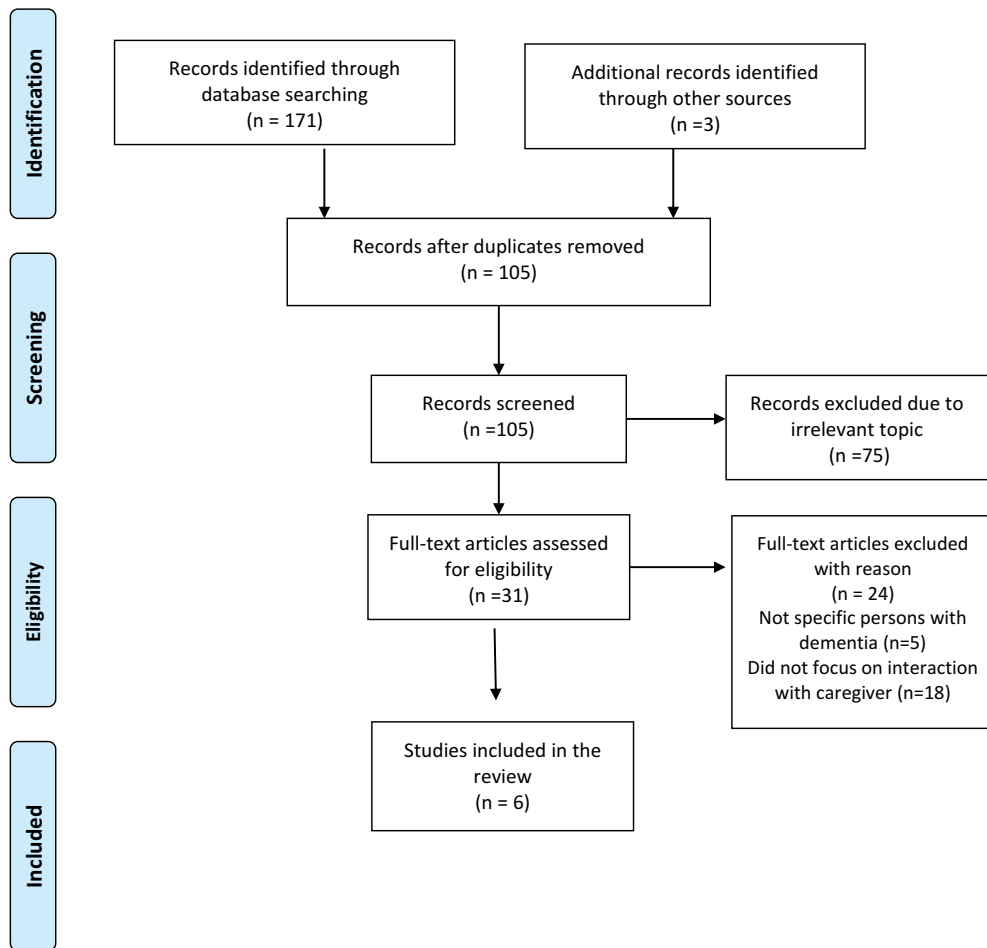 Identification
Records identified through
database searching
(n = 171)
Additional records identified
through other sources
(n =3)
Records after duplicates removed
(n = 105)
Screening
Records screened
(n =105)
Records excluded due to
irrelevant topic
(n =75)
Eligibility
Full-text articles assessed
for eligibility
(n =31)
Full-text articles excluded
with reason
(n = 24)
Not specific persons with
dementia (n=5)
Did not focus on interaction
with caregiver (n=18)
Included
Studies included in the
review
(n = 6)